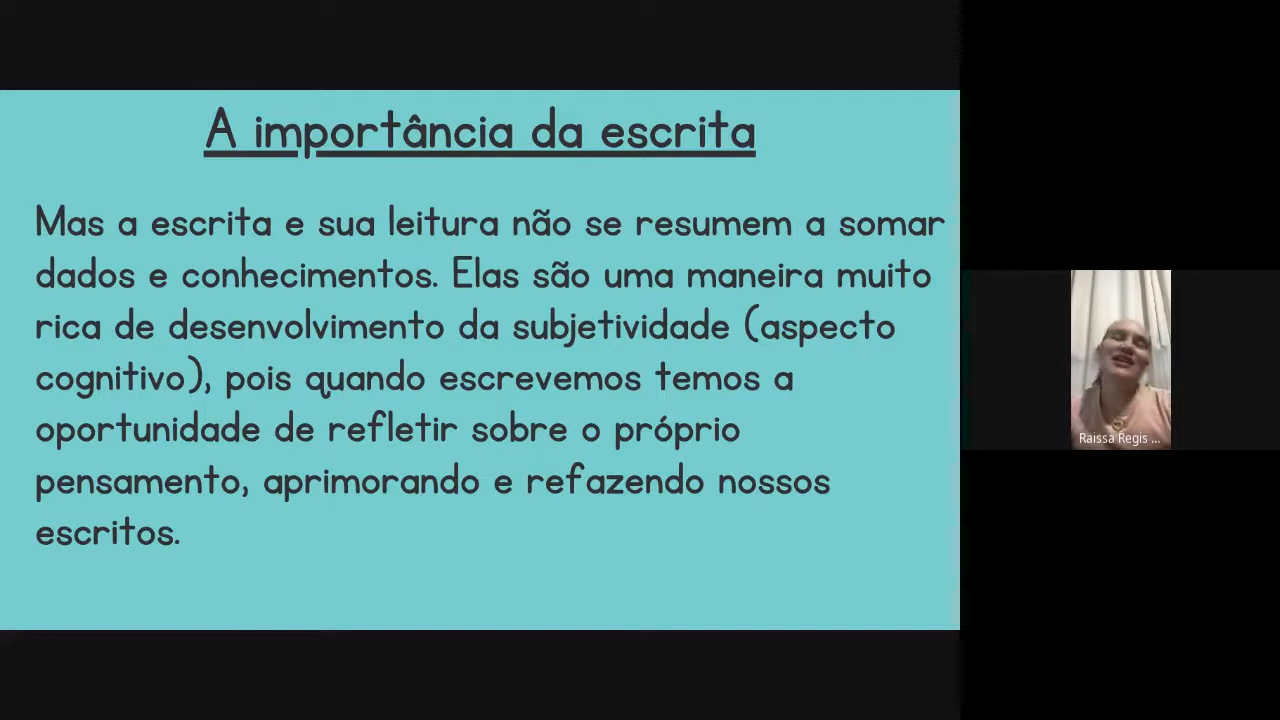 A importância da escrita
Mas a escrita e sua leitura não se resumem a somar
dados e conhecimentos. Elas são uma maneira muito
rica de desenvolvimento da subjetividade (aspecto
cognitivo), pois quando escrevemos temos a
oportunidade de refletir sobre o próprio
pensamento, aprimorando e refazendo nossos
escritos.
Raissa Regis ...